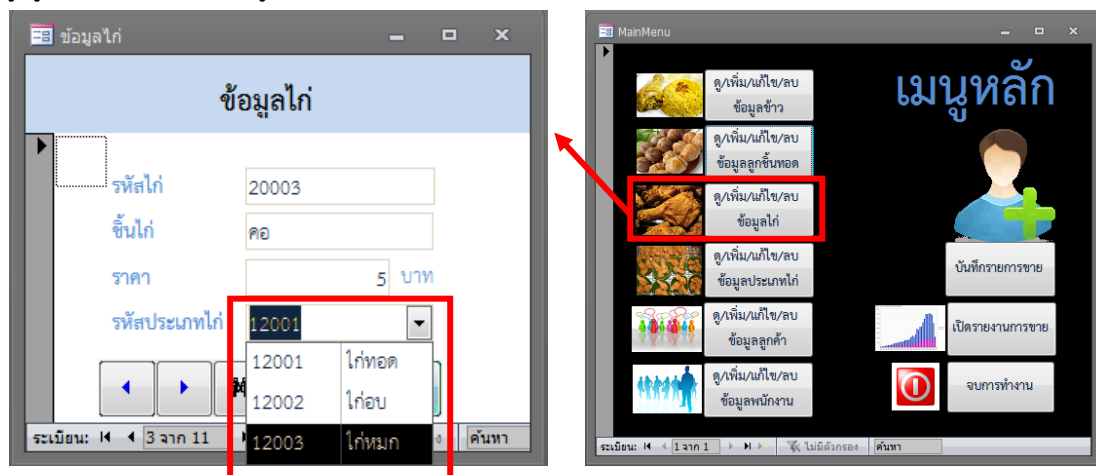 ข้อมูลไก่
ข้อมูลไก่
รหัสไก่ 20003
ชิ้นไก่ คอ
ราคา 5 บาท
รหัสประเภทไก่ 12001
12001 ไก่ทอด
12002 ไก่อบ
12003 ไก่หมก
ระเบียน: 3 จาก 11 ค้นหา
MainMenu
เมนูหลัก
ดู/เพิ่ม/แก้ไข/ลบ
ข้อมูลข้าว
ดู/เพิ่ม/แก้ไข/ลบ
ข้อมูลลูกชิ้นทอด
ดู/เพิ่ม/แก้ไข/ลบ
ข้อมูลไก่
ดู/เพิ่ม/แก้ไข/ลบ
ข้อมูลประเภทไก่
ดู/เพิ่ม/แก้ไข/ลบ
ข้อมูลลูกค้า
ดู/เพิ่ม/แก้ไข/ลบ
ข้อมูลพนักงาน
บันทึกรายการขาย
เปิดรายงานการขาย
จบการทำงาน
ระเบียน: 1 จาก 1 ไม่มีตัวกรอง ค้นหา